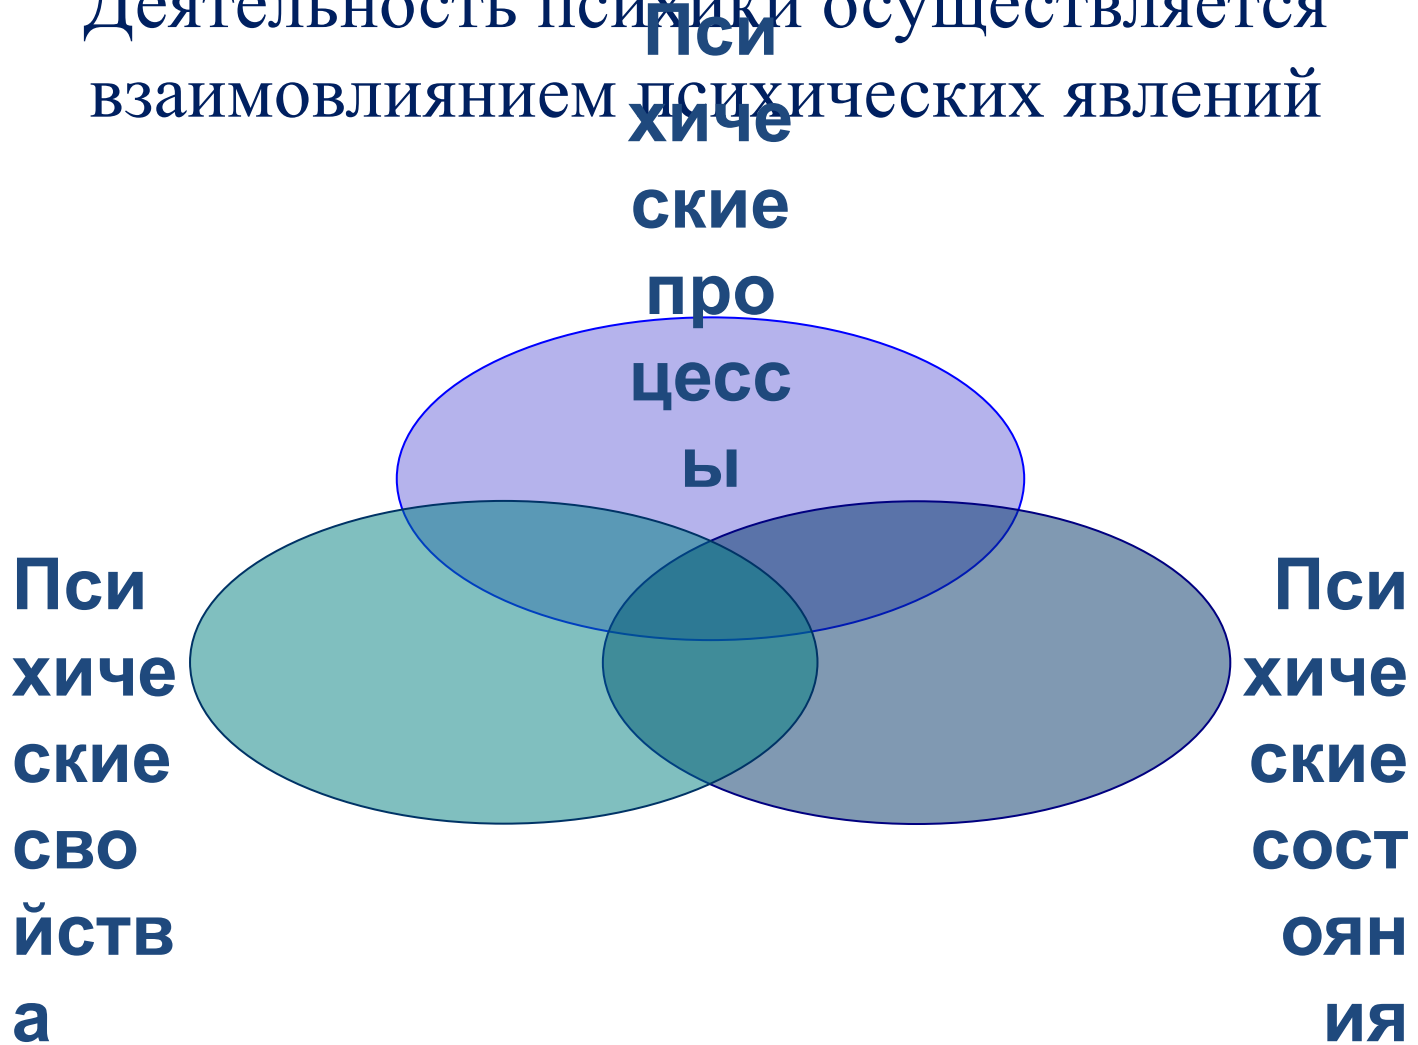 Деятельность психики осуществляется
взаимовлиянием психических явлений
Пси
хиче
ские
про
цесс
ы
Пси
хиче
ские
сво
йств
а
Пси
хиче
ские
сост
оян
ия